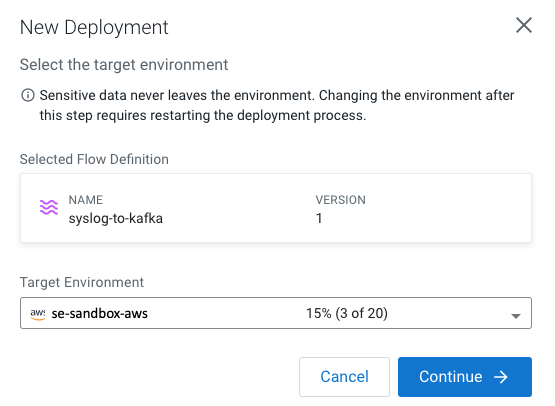 New Deployment
Select the target environment
Sensitive data never leaves the environment. Changing the environment after
this step requires restarting the deployment process.
Selected Flow Definition
NAME VERSION
syslog-to-kafka 1
Target Environment
aws se-sandbox-aws 15% (3 of 20)
Cancel Continue